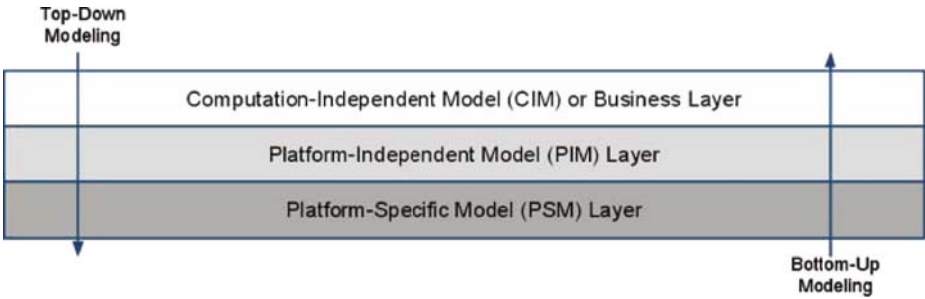 Top-Down
Modeling
Computation-Independent Model (CIM) or Business Layer
Platform-Independent Model (PIM) Layer
Platform-Specific Model (PSM) Layer
Bottom-Up
Modeling